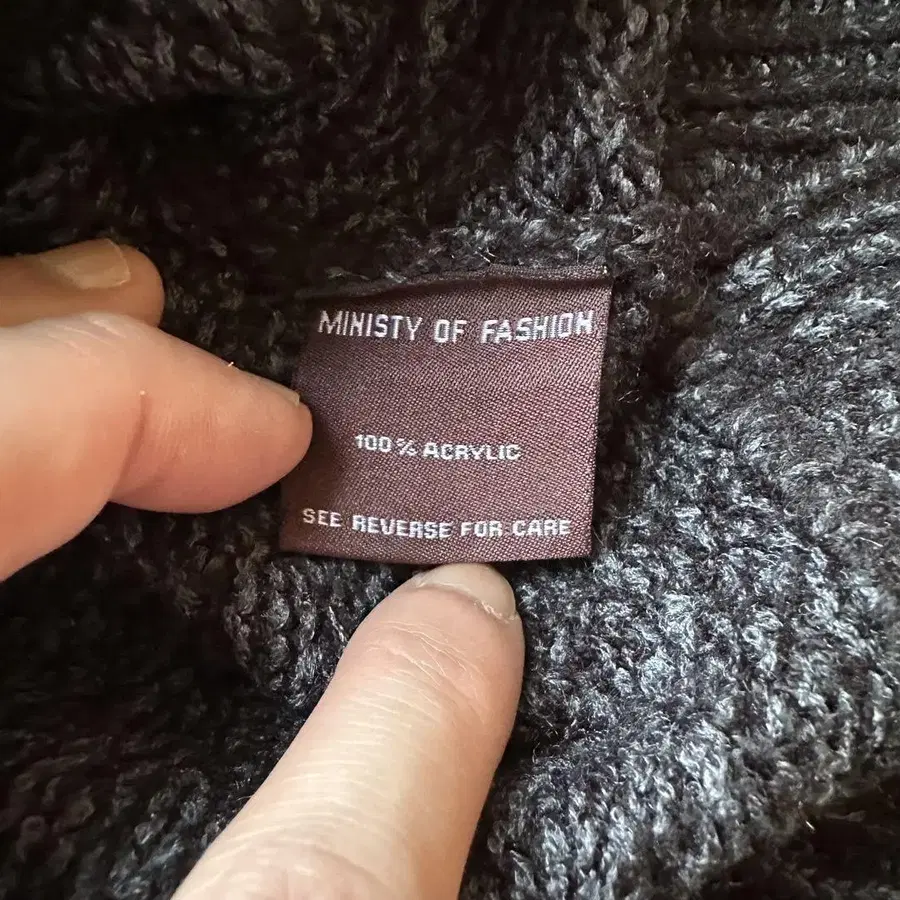 MINISTY OF FASHION
100% ACRYLIC
SEE REVERSE FOR CARE